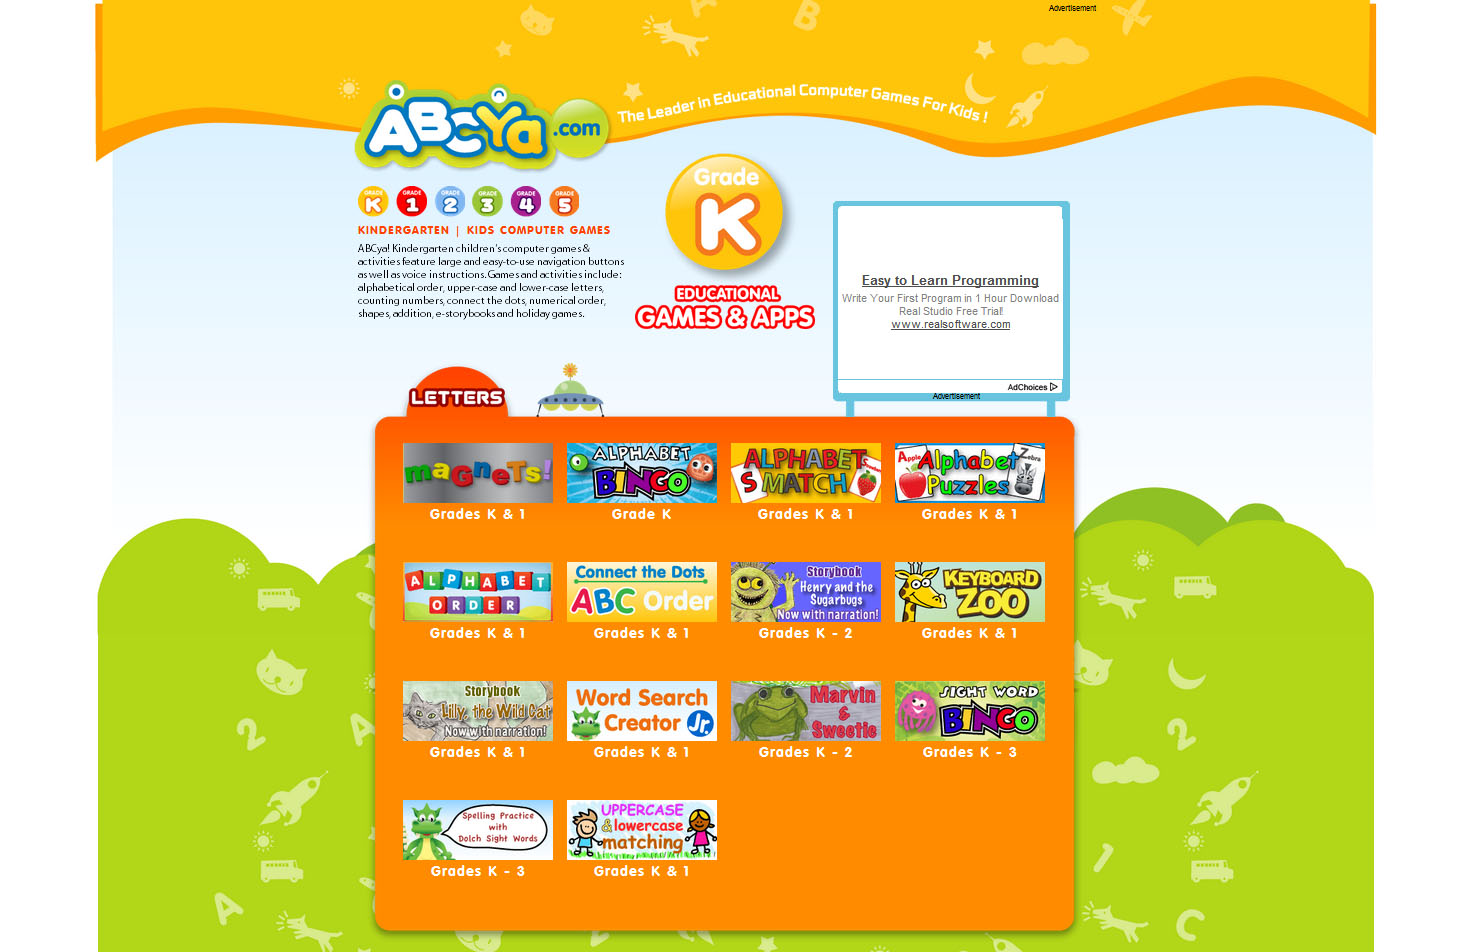 Advertisement
B
ABCYa.com
The Leader in Educational Computer Games For Kids !
GRADE K
GRADE 1
GRADE 2
GRADE 3
GRADE 4
GRADE 5
KINDERGARTEN | KIDS COMPUTER GAMES
ABCya! Kindergarten children's computer games &
activities feature large and easy-to-use navigation buttons
as well as voice instructions. Games and activities include:
alphabetical order, upper-case and lower-case letters,
counting numbers, connect the dots, numerical order,
shapes, addition, e-storybooks and holiday games.
Grade
K
EDUCATIONAL
GAMES & APPS
Easy to Learn Programming
Write Your First Program in 1 Hour Download
Real Studio Free Trial!
www.realsoftware.com
AdChoices
Advertisement
LETTERS
magnets!
Grades K & 1
ALPHABET
BINGO
Grade K
ALPHABET
S MATCH
Grades K & 1
Apple
Zebra
Alphabet
Puzzles
Grades K & 1
ALPHABET
ORDER
Grades K & 1
Connect the Dots
ABC Order
Grades K & 1
Storybook
Henry and the
Sugarbugs
Now with narration!
Grades K - 2
KEYBOARD
ZOO
Grades K & 1
Storybook
Lilly, the Wild Cat
Now with narration!
Grades K & 1
Word Search
Creator Jr.
Grades K & 1
Marvin
&
Sweetie
Grades K - 2
SIGHT WORD
BINGO
Grades K - 3
Spelling Practice
with
Dolch Sight Words
Grades K - 3
UPPERCASE
& lowercase
matching
Grades K & 1
2
A
A
2
1
C